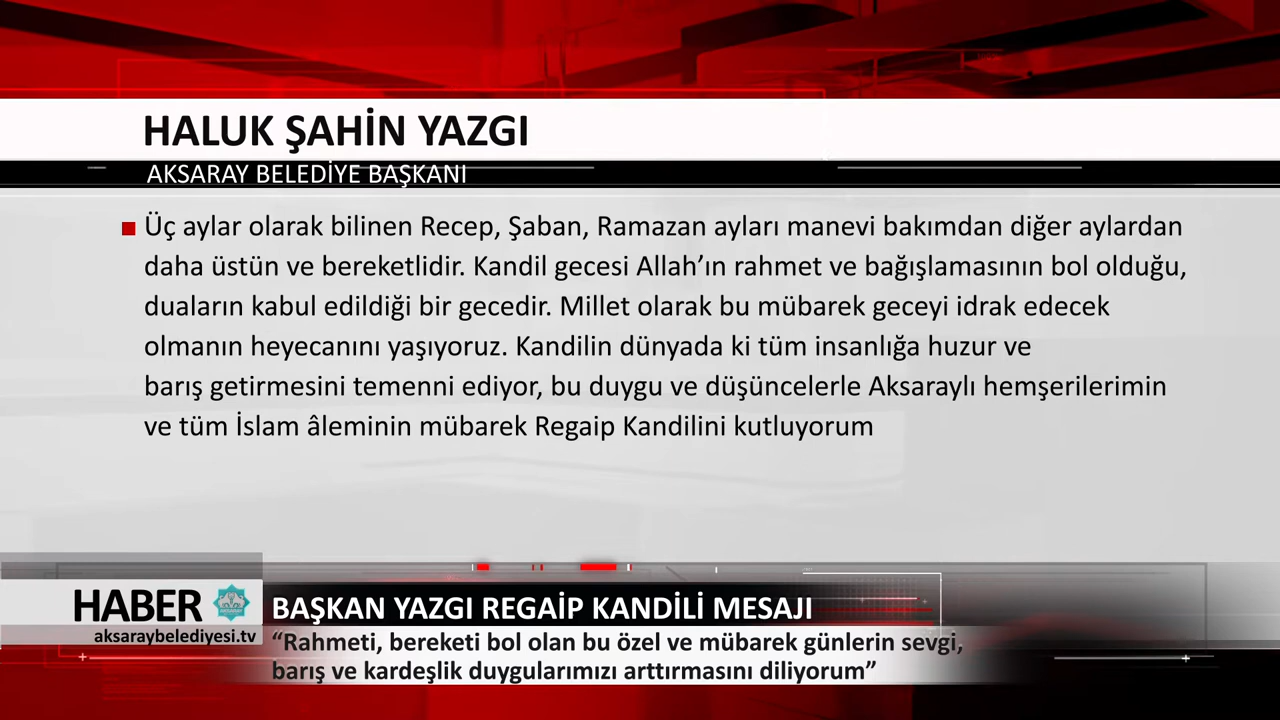 HALUK ŞAHİN YAZGI
AKSARAY BELEDİYE BAŞKANI
Üç aylar olarak bilinen Recep, Şaban, Ramazan ayları manevi bakımdan diğer aylardan
daha üstün ve bereketlidir. Kandil gecesi Allah’ın rahmet ve bağışlamasının bol olduğu,
duaların kabul edildiği bir gecedir. Millet olarak bu mübarek geceyi idrak edecek
olmanın heyecanını yaşıyoruz. Kandilin dünyada ki tüm insanlığa huzur ve
barış getirmesini temenni ediyor, bu duygu ve düşüncelerle Aksaraylı hemşerilerimin
ve tüm İslam âleminin mübarek Regaip Kandilini kutluyorum
HABER
aksaraybelediyesi.tv
BAŞKAN YAZGI REGAİP KANDİLİ MESAJI
“Rahmeti, bereketi bol olan bu özel ve mübarek günlerin sevgi,
barış ve kardeşlik duygularımızı arttırmasını diliyorum”